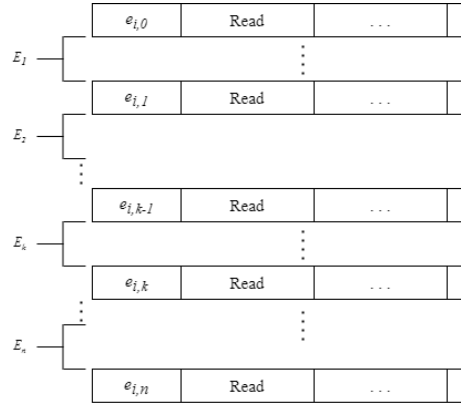 e_{i,0} Read . . .
E_1
e_{i,1} Read . . .
E_2
e_{i,k-1} Read . . .
E_k
e_{i,k} Read . . .
E_n
e_{i,n} Read . . .